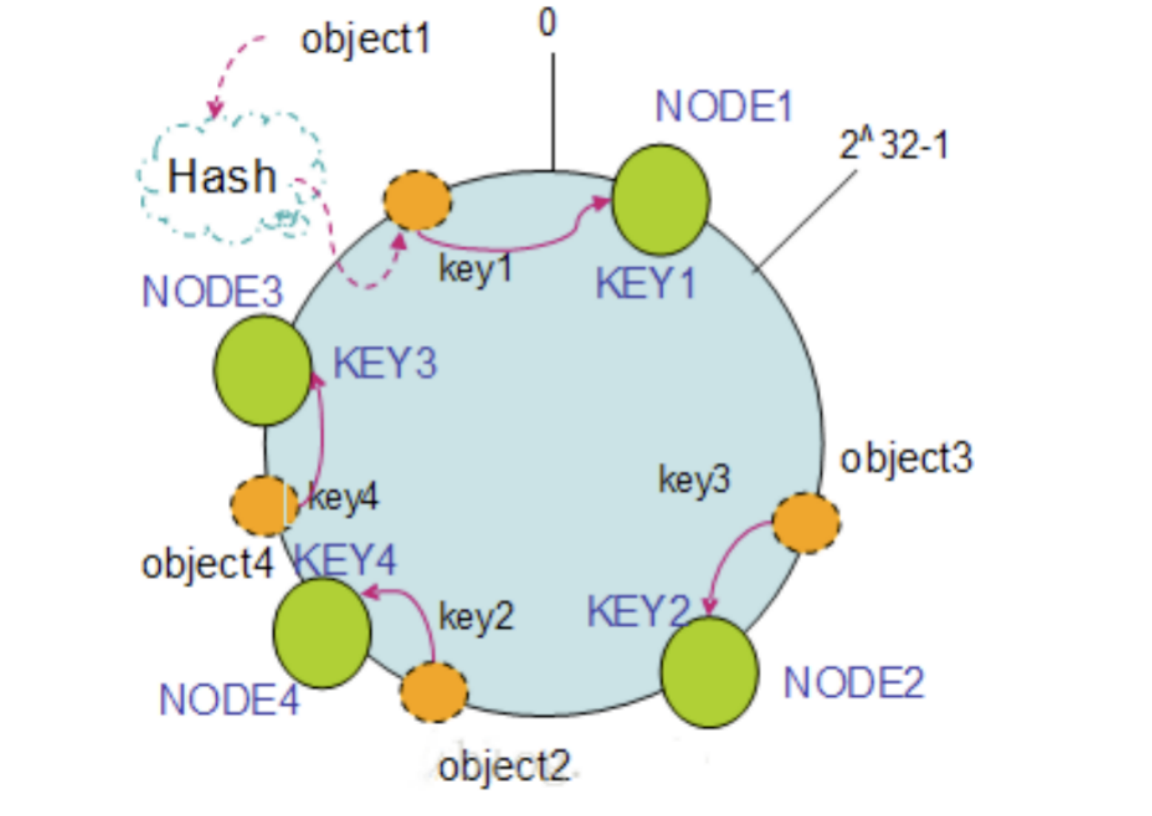 0
object1
NODE1
2^32-1
Hash
key1
KEY1
NODE3
KEY3
object3
key3
key4
object4
KEY4
KEY2
key2
NODE2
NODE4
object2